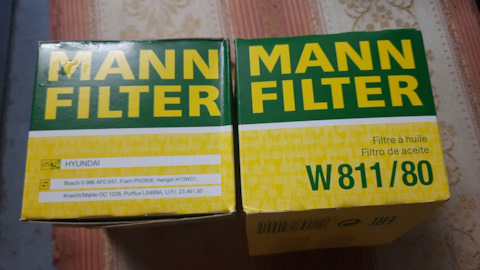 MANN
FILTER
HYUNDAI
Bosch 0 986 AF0 047, Fram PH2856, Hengst H13W01,
Knecht/Mahle OC 1226, Purflux LS489A, U.F.I. 23.461.00
MANN
FILTER
Filtre à huile
Filtro de aceite
W 811/80